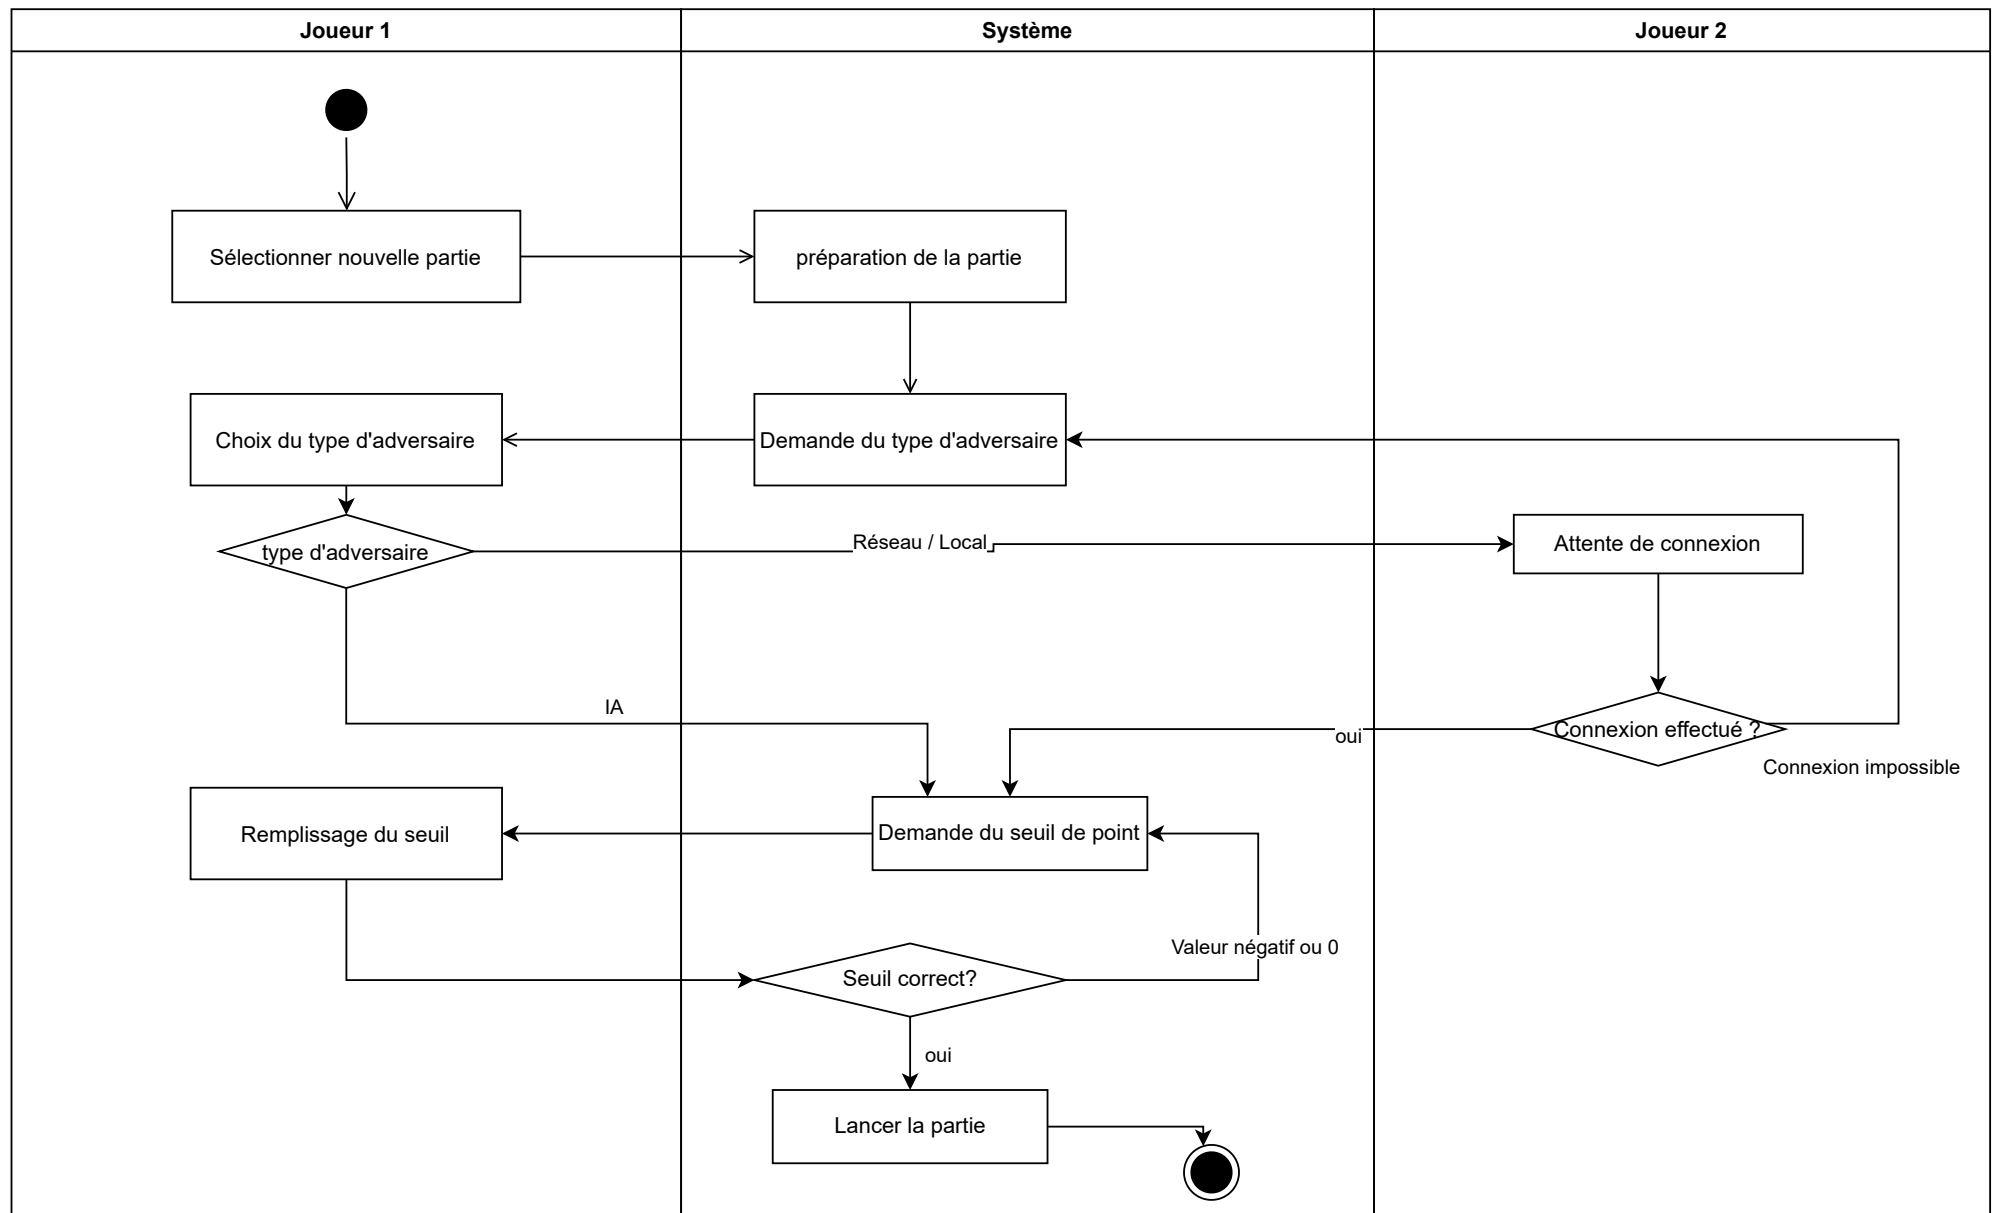 Joueur 1
Système
Joueur 2
Sélectionner nouvelle partie
préparation de la partie
Choix du type d'adversaire
Demande du type d'adversaire
type d'adversaire
Réseau / Local
Attente de connexion
IA
oui
Connexion effectué ?
Connexion impossible
Remplissage du seuil
Demande du seuil de point
Valeur négatif ou 0
Seuil correct?
oui
Lancer la partie